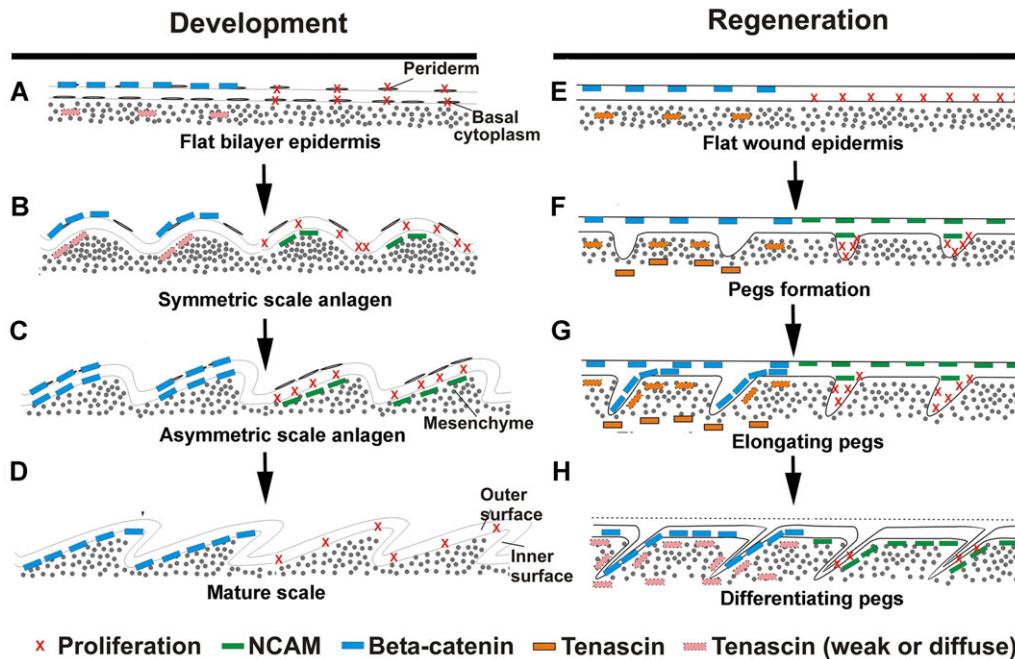 Development
Regeneration
A
Periderm
Basal
cytoplasm
Flat bilayer epidermis
B
Symmetric scale anlagen
C
Mesenchyme
Asymmetric scale anlagen
D
Outer
surface
Inner
surface
Mature scale
E
Flat wound epidermis
F
Pegs formation
G
Elongating pegs
H
Differentiating pegs
x Proliferation NCAM Beta-catenin Tenascin Tenascin (weak or diffuse)